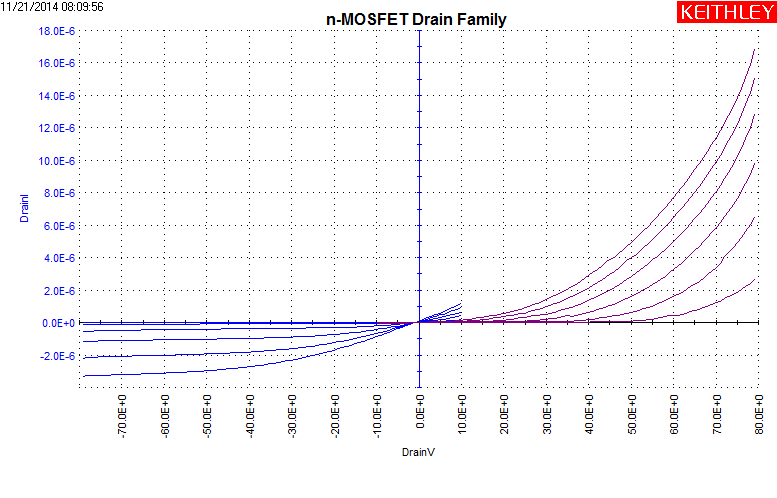 11/21/2014 08:09:56
KEITHLEY
n-MOSFET Drain Family
18.0E-6
16.0E-6
14.0E-6
12.0E-6
10.0E-6
8.0E-6
6.0E-6
4.0E-6
2.0E-6
0.0E+0
-2.0E-6
DrainI
-70.0E+0
-60.0E+0
-50.0E+0
-40.0E+0
-30.0E+0
-20.0E+0
-10.0E+0
0.0E+0
10.0E+0
20.0E+0
30.0E+0
40.0E+0
50.0E+0
60.0E+0
70.0E+0
80.0E+0
DrainV